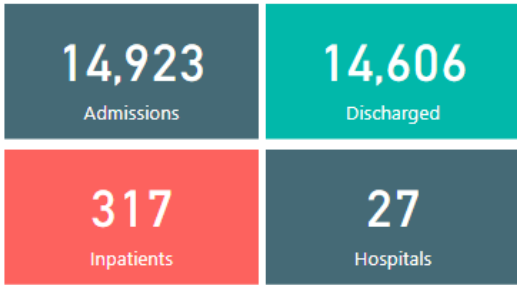 14,923
Admissions
14,606
Discharged
317
Inpatients
27
Hospitals